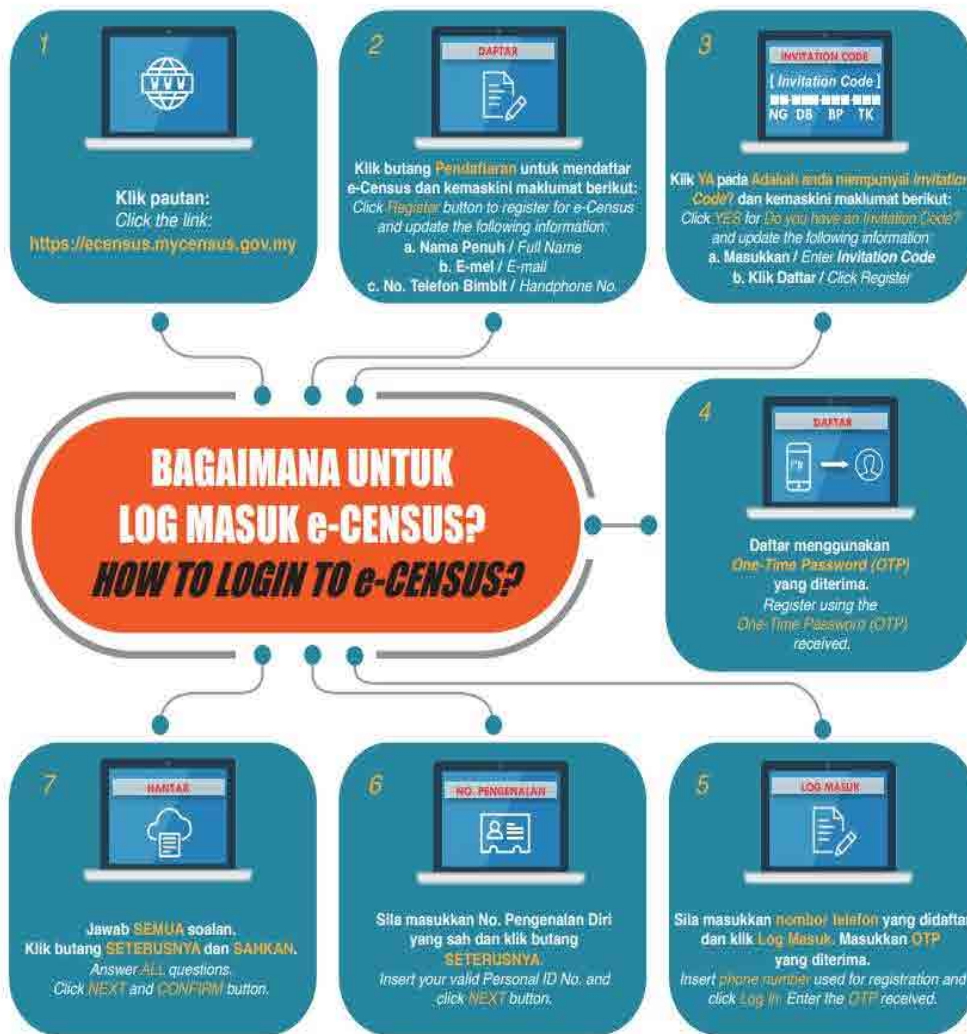 1
Klik pautan:
Click the link:
https://ecensus.mycensus.gov.my
2
DAFTAR
Klik butang Pendaftaran untuk mendaftar
e-Census dan kemaskini maklumat berikut:
Click Register button to register for e-Census
and update the following information:
a. Nama Penuh / Full Name
b. E-mel / E-mail
c. No. Telefon Bimbit / Handphone No.
3
INVITATION CODE
[ Invitation Code ]
NG DB BP TK
Klik YA pada Adakah anda mempunyai Invitation
Code? dan kemaskini maklumat berikut:
Click YES for Do you have an Invitation Code?
and update the following information
a. Masukkan / Enter Invitation Code
b. Klik Daftar / Click Register
BAGAIMANA UNTUK
LOG MASUK e-CENSUS?
HOW TO LOGIN TO e-CENSUS?
4
DAFTAR
Daftar menggunakan
One-Time Password (OTP)
yang diterima.
Register using the
One-Time Password (OTP)
received.
5
LOG MASUK
Sila masukkan nombor telefon yang didaftar
dan klik Log Masuk. Masukkan OTP
yang diterima.
Insert phone number used for registration and
click Log In. Enter the OTP received.
6
NO. PENGENALAN
Sila masukkan No. Pengenalan Diri
yang sah dan klik butang
SETERUSNYA.
Insert your valid Personal ID No. and
click NEXT button.
7
HANTAR
Jawab SEMUA soalan.
Klik butang SETERUSNYA dan SAHKAN.
Answer ALL questions.
Click NEXT and CONFIRM button.